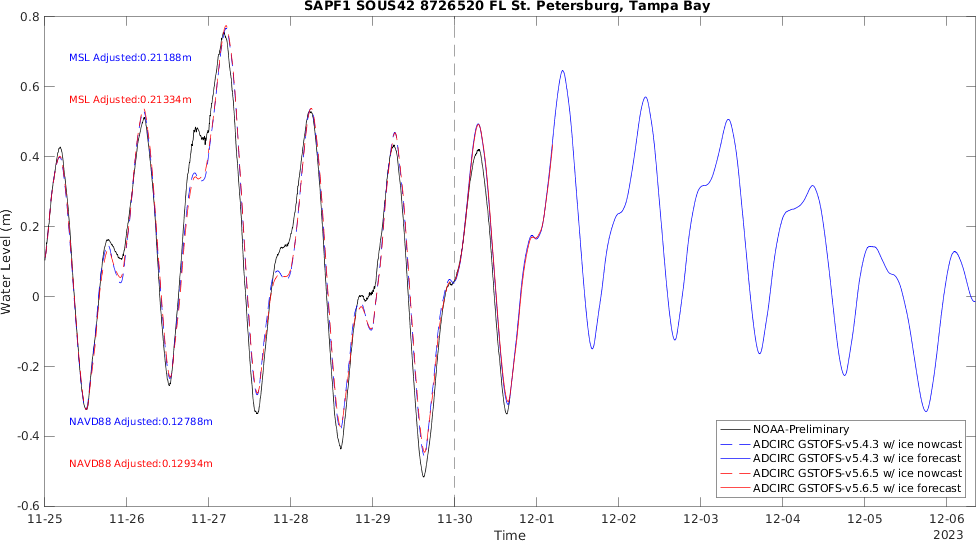 SAPF1 SOUS42 8726520 FL St. Petersburg, Tampa Bay
0.8
0.6
0.4
0.2
0
-0.2
-0.4
-0.6
Water Level (m)
MSL Adjusted:0.21188m
MSL Adjusted:0.21334m
NAVD88 Adjusted:0.12788m
NAVD88 Adjusted:0.12934m
NOAA-Preliminary
ADCIRC GSTOFS-v5.4.3 w/ ice nowcast
ADCIRC GSTOFS-v5.4.3 w/ ice forecast
ADCIRC GSTOFS-v5.6.5 w/ ice nowcast
ADCIRC GSTOFS-v5.6.5 w/ ice forecast
11-25 11-26 11-27 11-28 11-29 11-30 12-01 12-02 12-03 12-04 12-05 12-06
Time
2023